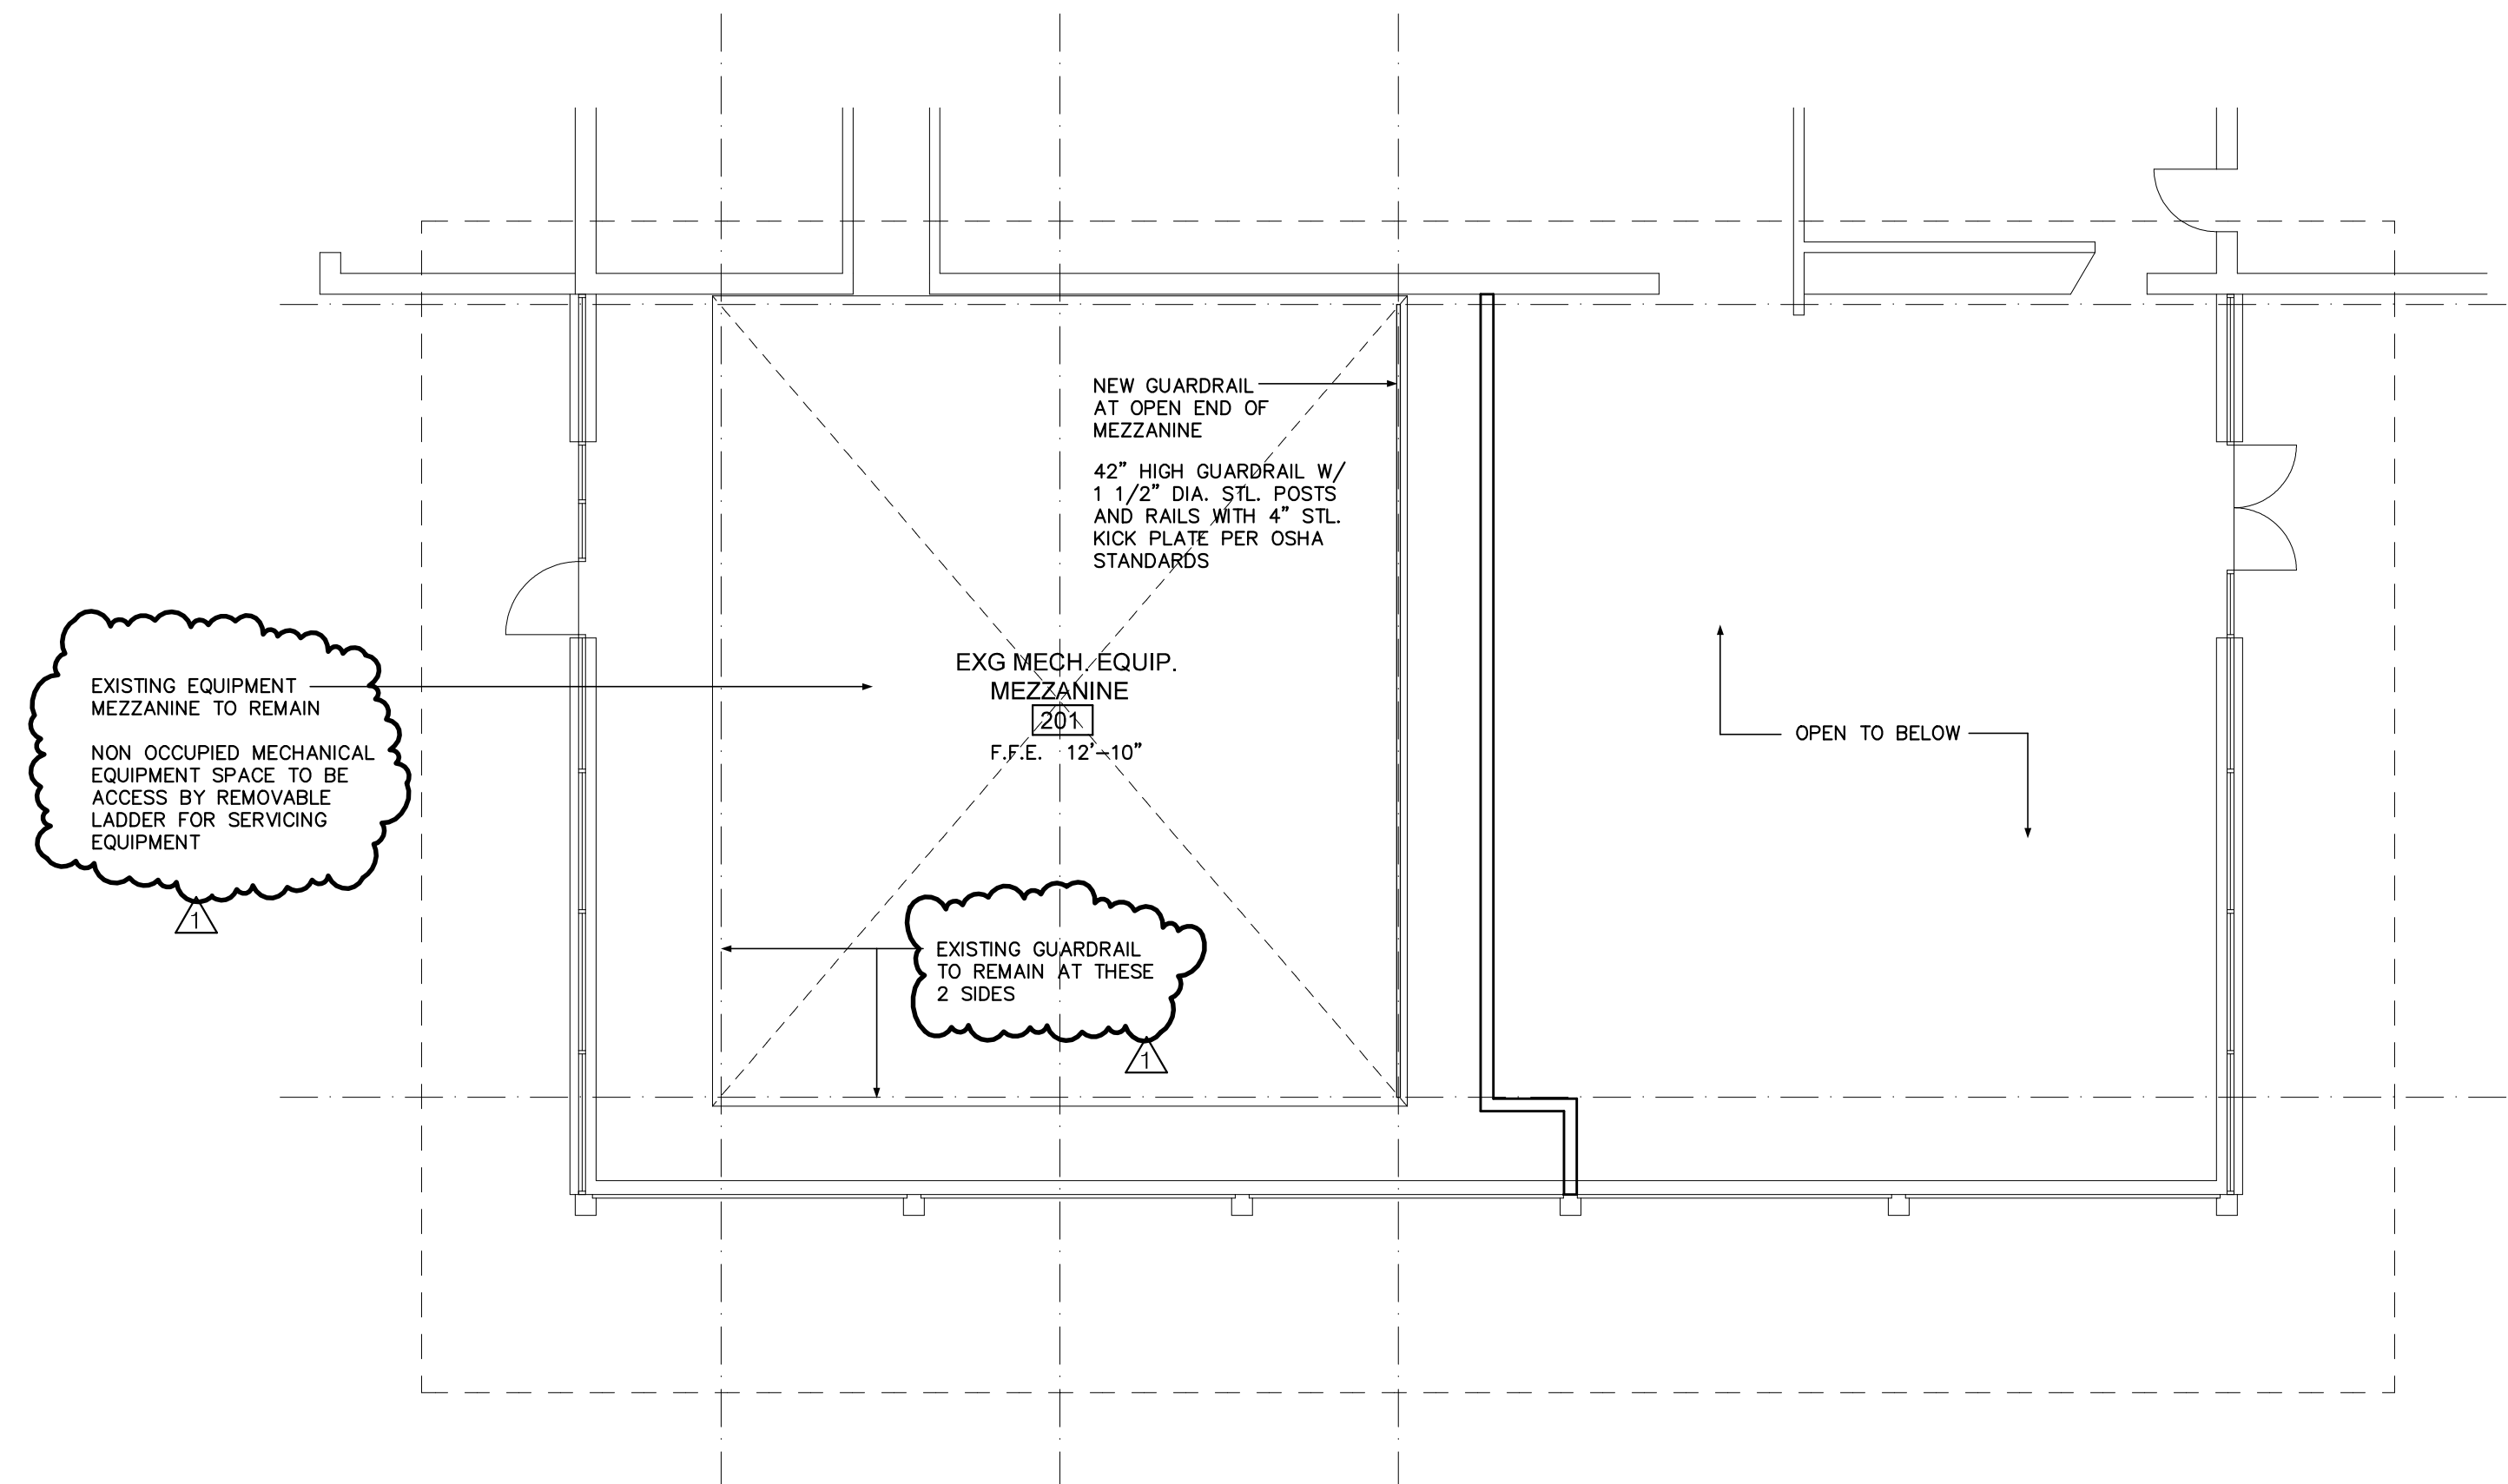 NEW GUARDRAIL
AT OPEN END OF
MEZZANINE
42" HIGH GUARDRAIL W/
1 1/2" DIA. STL. POSTS
AND RAILS WITH 4" STL.
KICK PLATE PER OSHA
STANDARDS
EXG MECH. EQUIP.
MEZZANINE
201
F.F.E. 12'-10"
EXISTING EQUIPMENT
MEZZANINE TO REMAIN
NON OCCUPIED MECHANICAL
EQUIPMENT SPACE TO BE
ACCESS BY REMOVABLE
LADDER FOR SERVICING
EQUIPMENT
1
OPEN TO BELOW
EXISTING GUARDRAIL
TO REMAIN AT THESE
2 SIDES
1